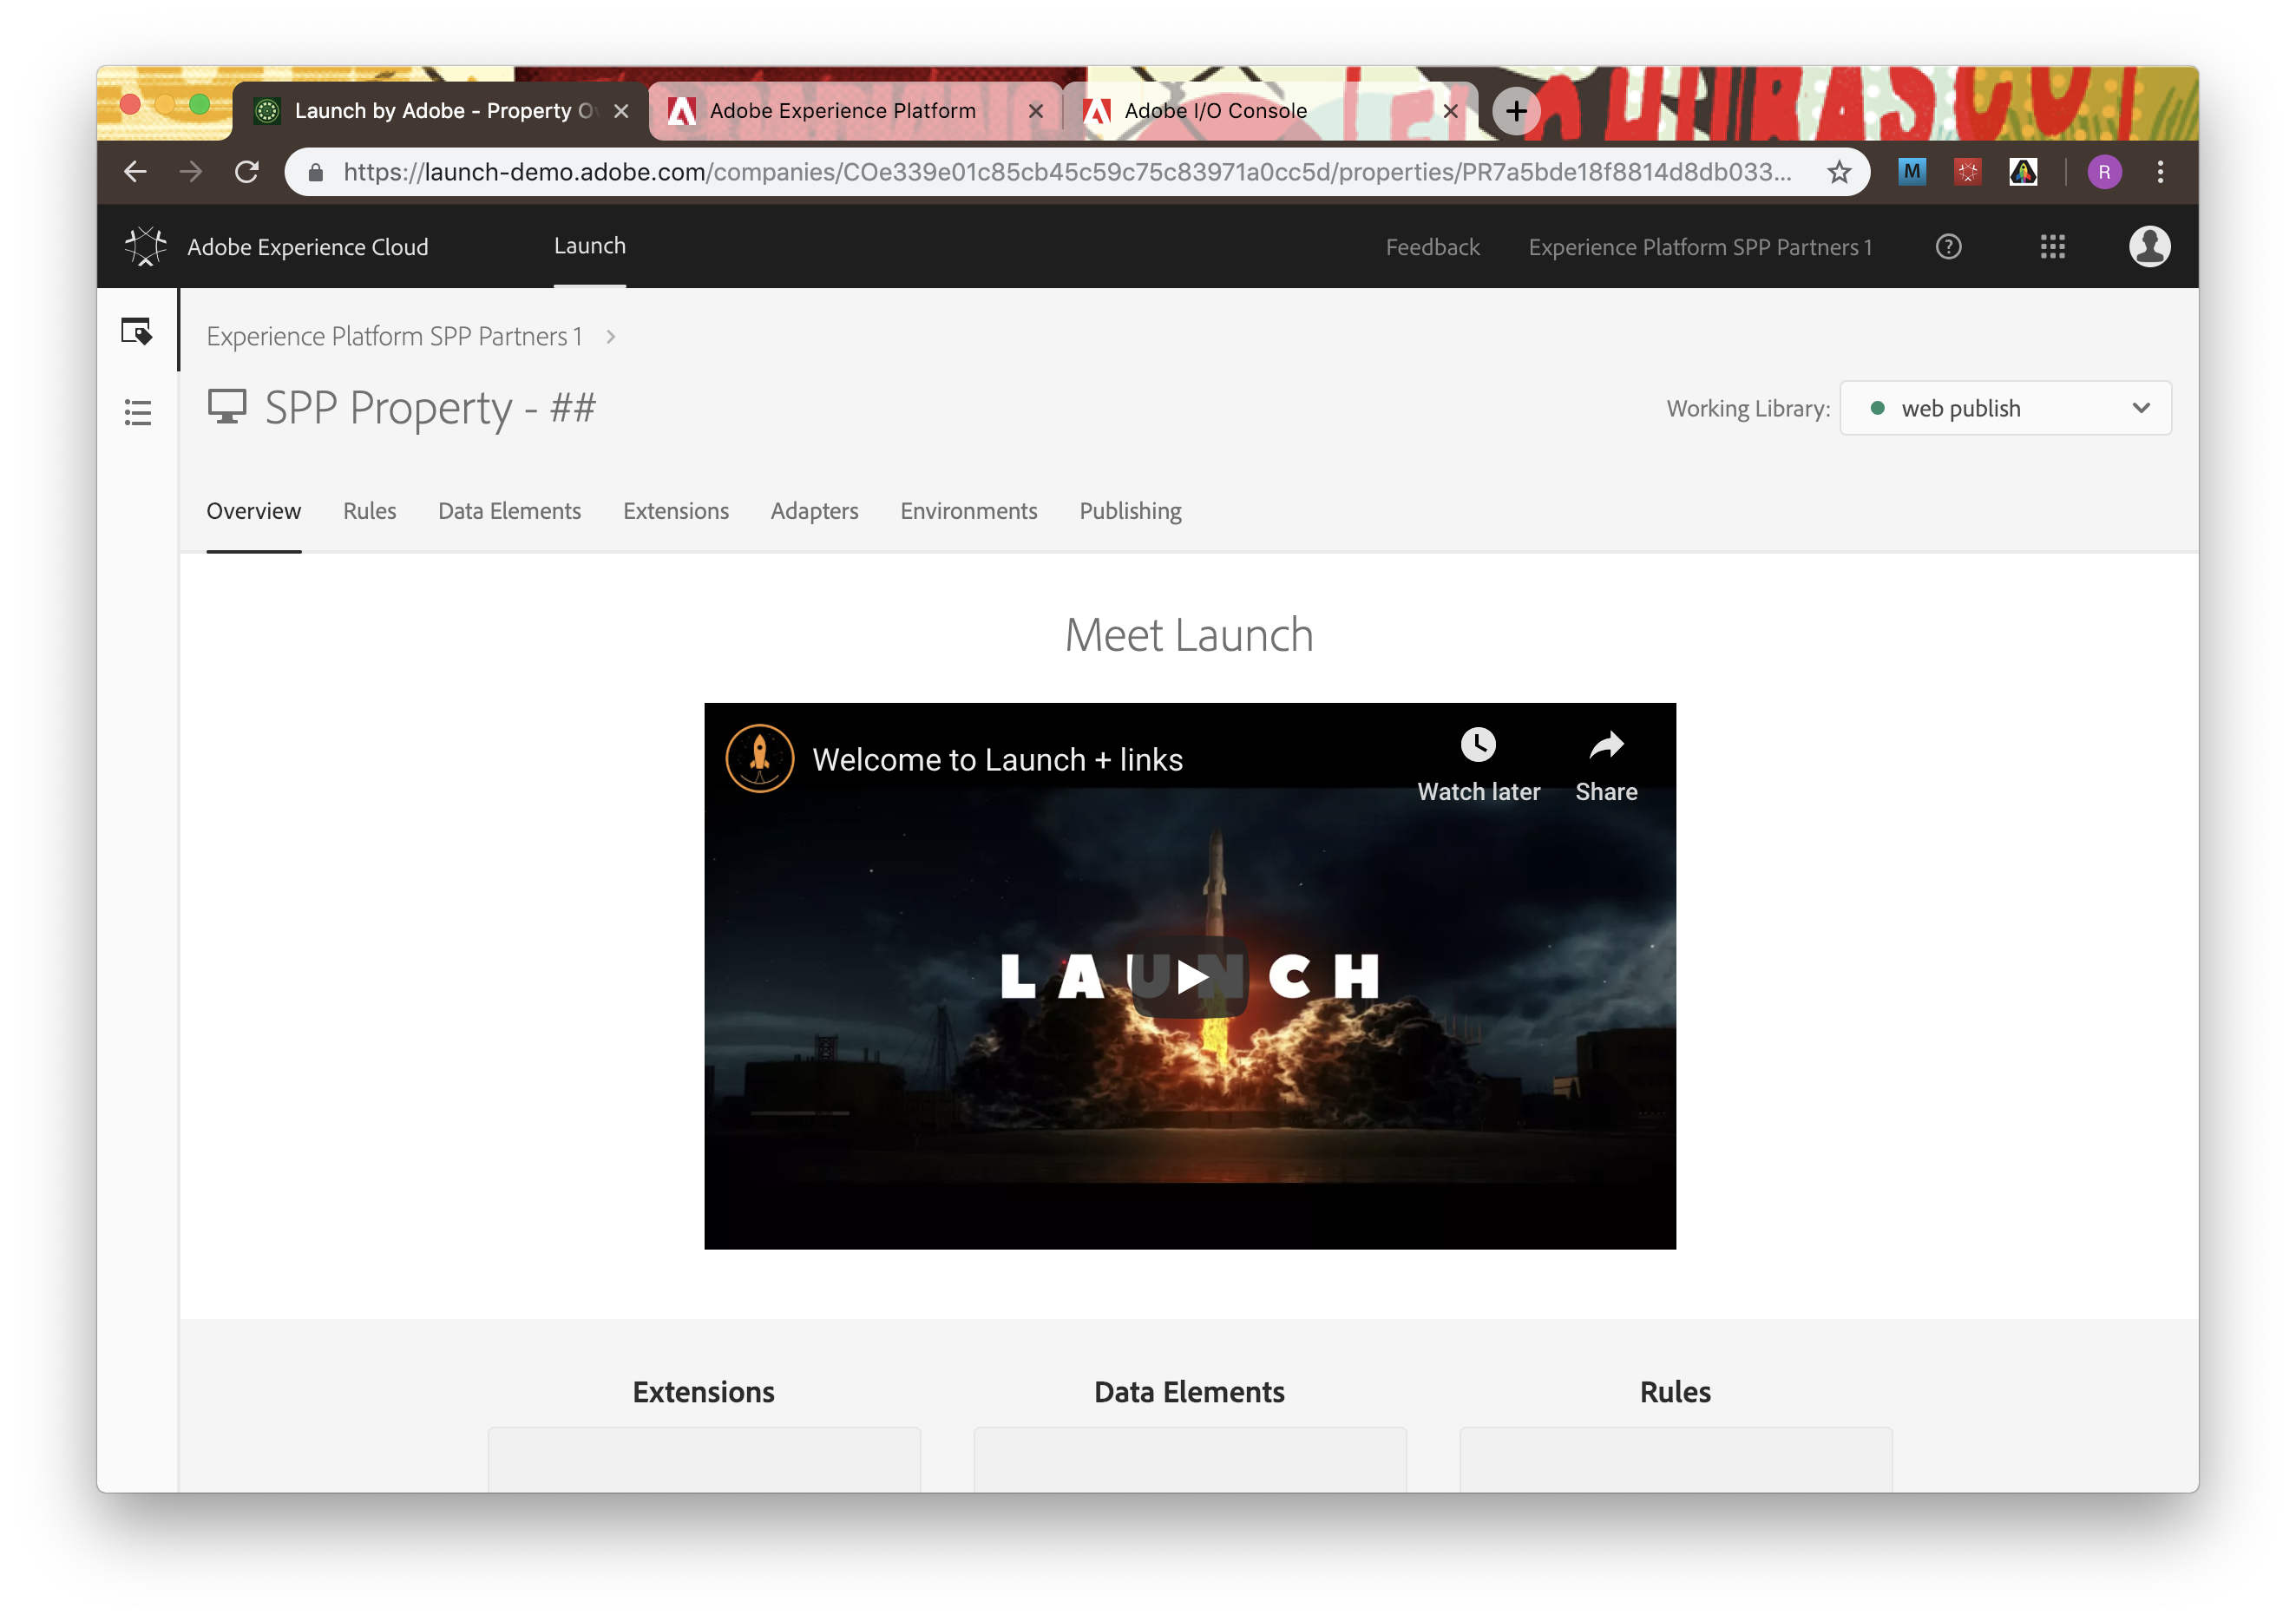 Launch by Adobe - Property O
Adobe Experience Platform
Adobe I/O Console
https://launch-demo.adobe.com/companies/COe339e01c85cb45c59c75c83971a0cc5d/properties/PR7a5bde18f8814d8db033...
M
R
Adobe Experience Cloud
Launch
Feedback
Experience Platform SPP Partners 1
Experience Platform SPP Partners 1 >
SPP Property - ##
Working Library:
web publish
Overview
Rules
Data Elements
Extensions
Adapters
Environments
Publishing
Meet Launch
Welcome to Launch + links
Watch later
Share
LAUNCH
Extensions
Data Elements
Rules